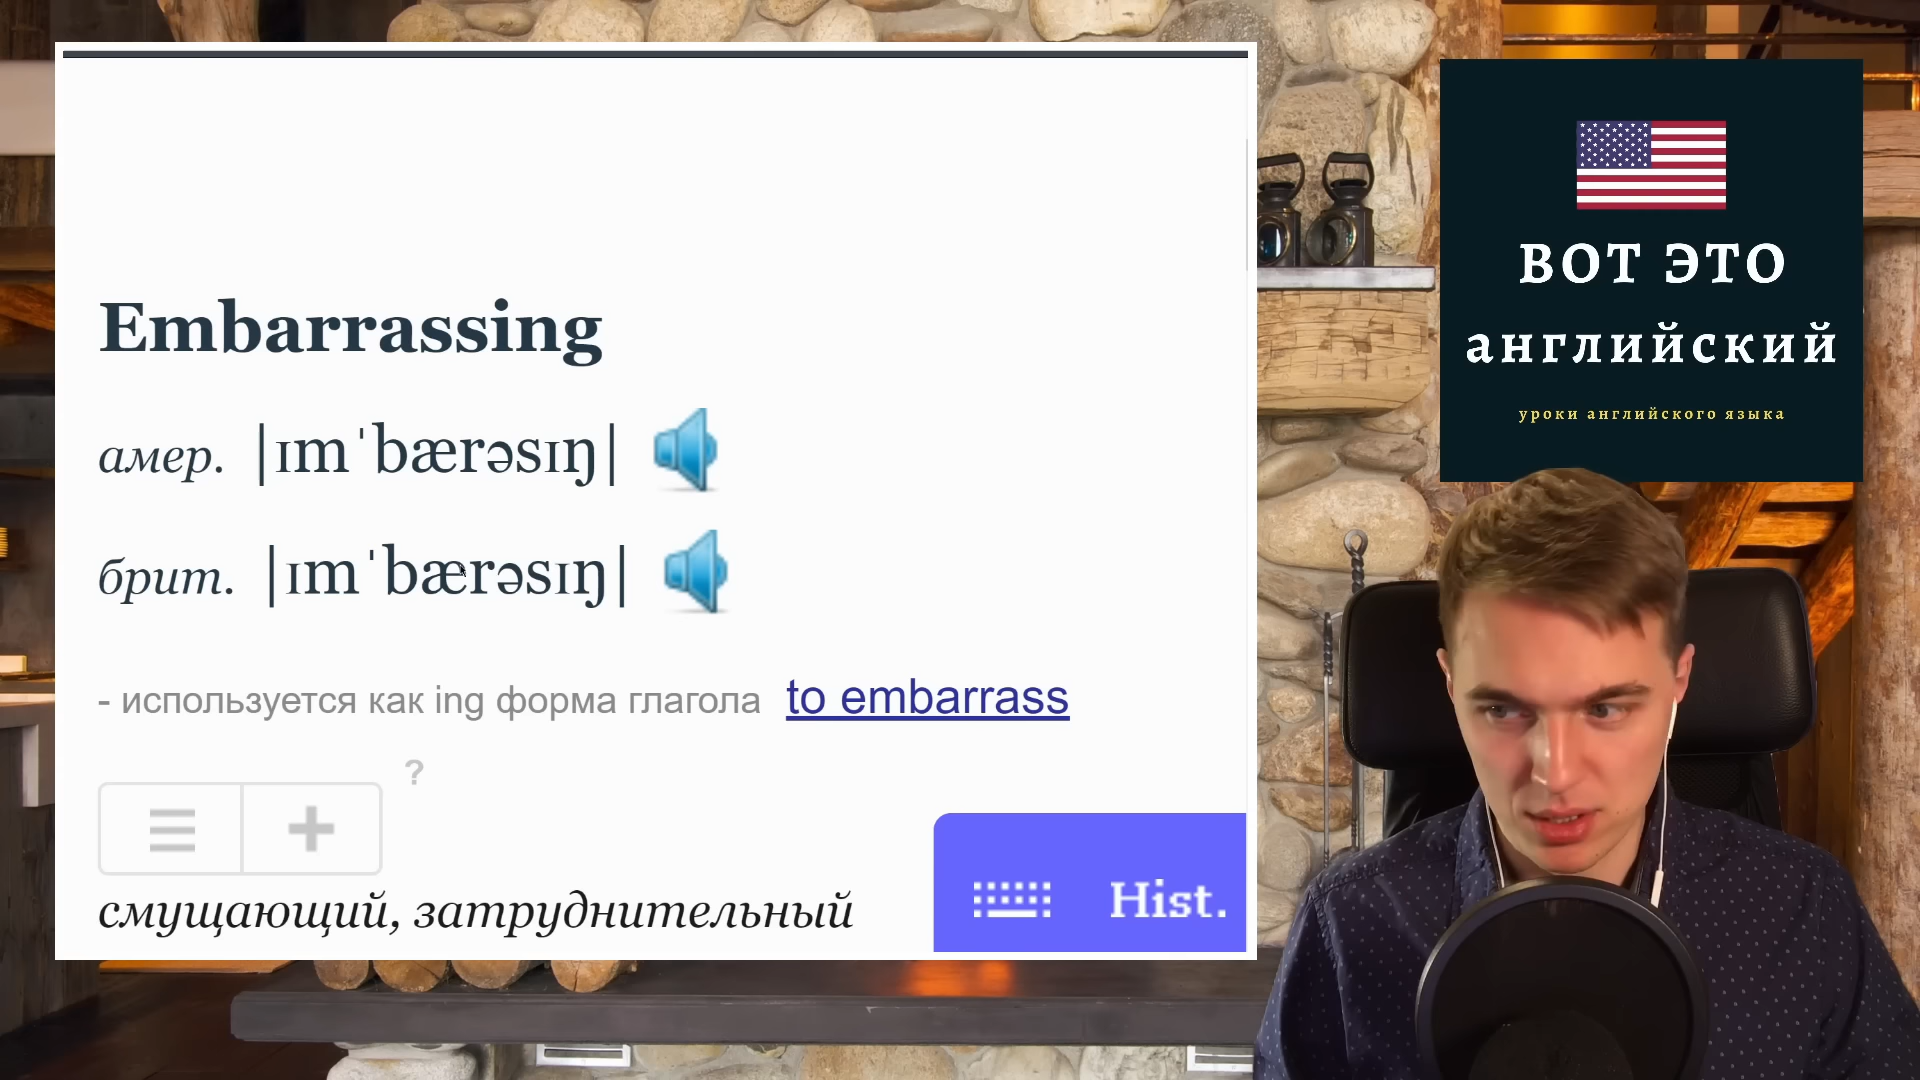 Embarrassing
амер. |ɪmˈbærəsɪŋ|
брит. |ɪmˈbærəsɪŋ|
- используется как ing форма глагола to embarrass
?
смущающий, затруднительный
Hist.
ВОТ ЭТО
английский
уроки английского языка